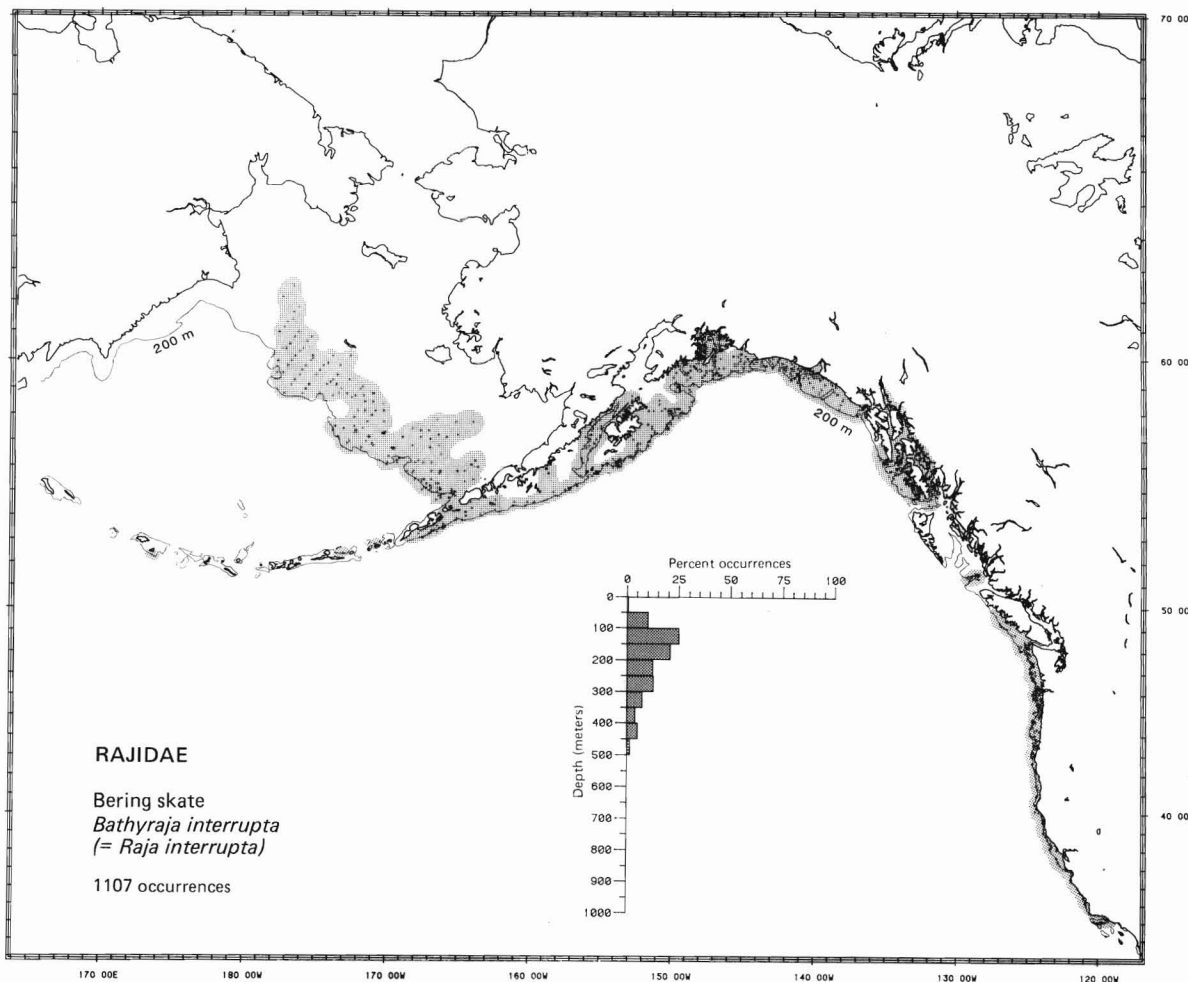 70 00
200 m
60 00
200 m
Percent occurrences
0 25 50 75 100
0
100
200
300
400
500
600
700
800
900
1000
Depth (meters)
50 00
40 00
RAJIDAE
Bering skate
Bathyraja interrupta
(= Raja interrupta)
1107 occurrences
170 00E 180 00W 170 00W 160 00W 150 00W 140 00W 130 00W 120 00W